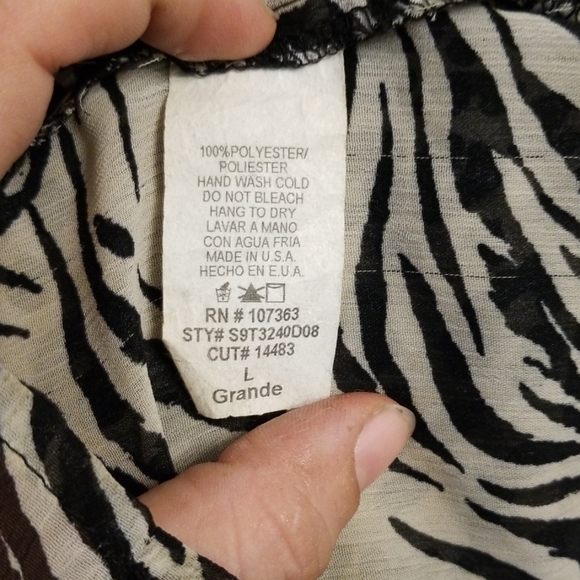 100%POLYESTER/
POLIESTER
HAND WASH COLD
DO NOT BLEACH
HANG TO DRY
LAVAR A MANO
CON AGUA FRIA
MADE IN U.S.A.
HECHO EN E.U.A.
RN # 107363
STY# S9T3240D08
CUT# 14483
L
Grande